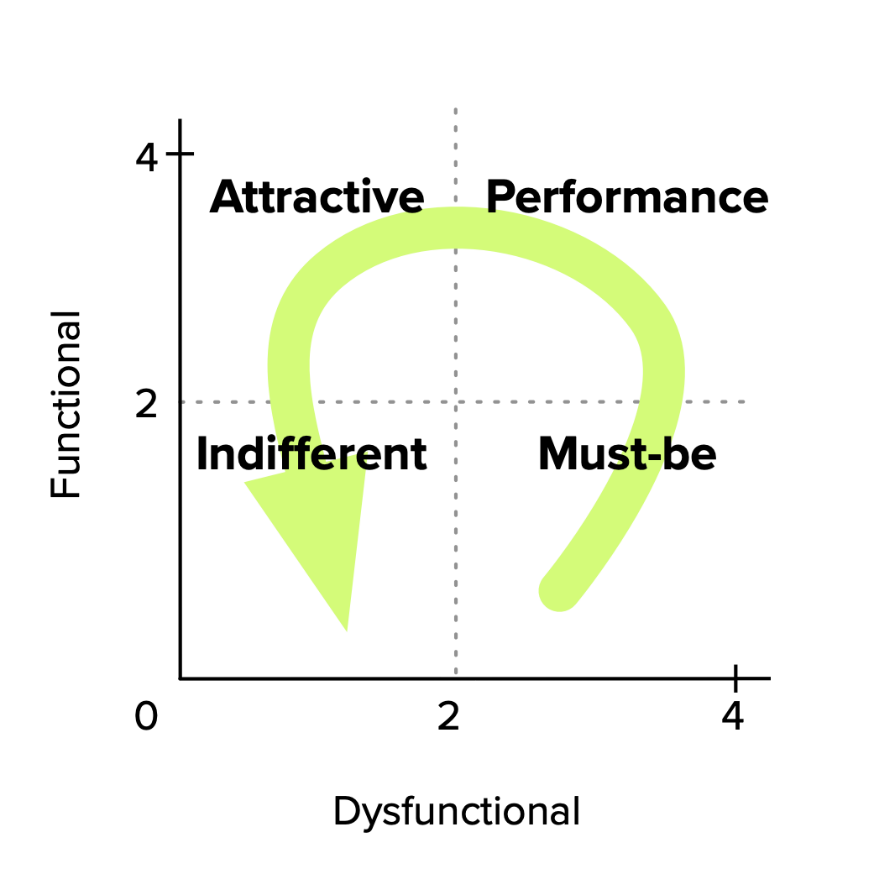 4
Attractive
Performance
Functional
2
Indifferent
Must-be
0
2
4
Dysfunctional